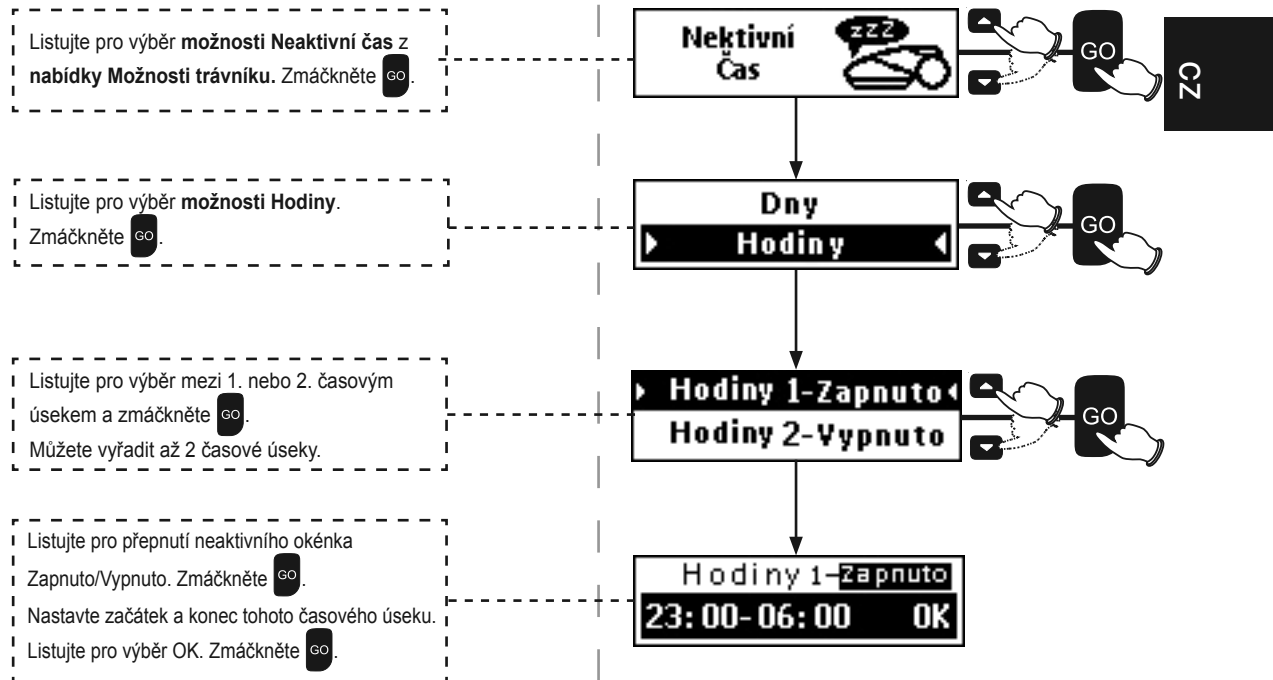 Listujte pro výběr možnosti Neaktivní čas z
nabídky Možnosti trávníku. Zmáčkněte GO.
Nektivní
Čas
GO
CZ
Listujte pro výběr možnosti Hodiny.
Zmáčkněte GO.
Dny
Hodiny
GO
Listujte pro výběr mezi 1. nebo 2. časovým
úsekem a zmáčkněte GO.
Můžete vyřadit až 2 časové úseky.
Hodiny 1-Zapnuto
Hodiny 2-Vypnuto
GO
Listujte pro přepnutí neaktivního okénka
Zapnuto/Vypnuto. Zmáčkněte GO.
Nastavte začátek a konec tohoto časového úseku.
Listujte pro výběr OK. Zmáčkněte GO.
Hodiny 1-zapnuto
23:00-06:00 OK
zzz